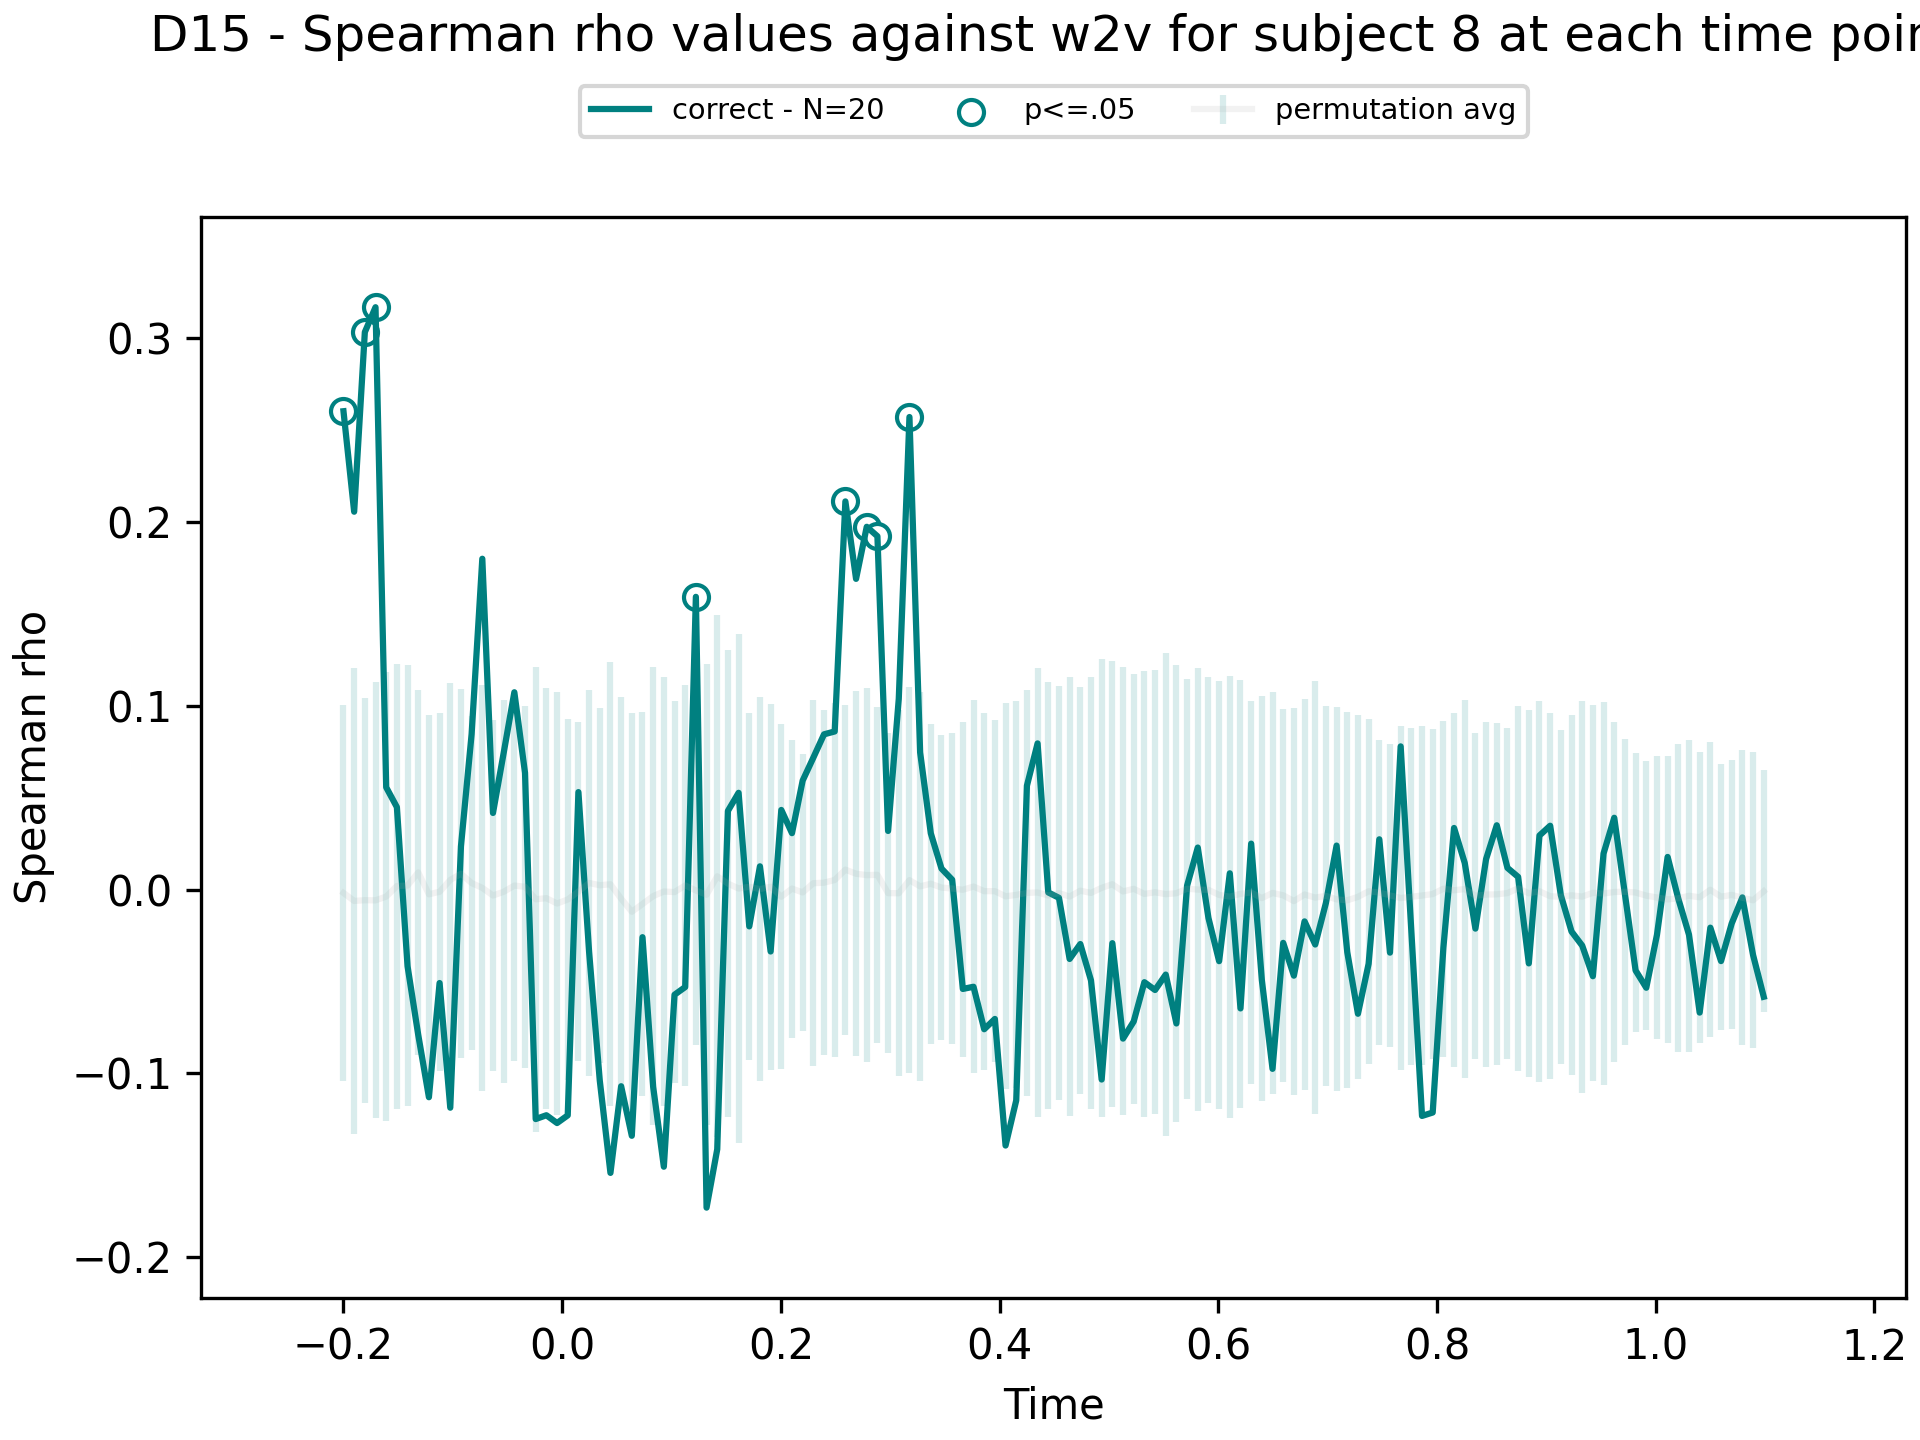 D15 - Spearman rho values against w2v for subject 8 at each time
correct - N=20 p<=.05 permutation avg
Spearman rho
0.3
0.2
0.1
0.0
−0.1
−0.2
−0.2 0.0 0.2 0.4 0.6 0.8 1.0 1.2
Time